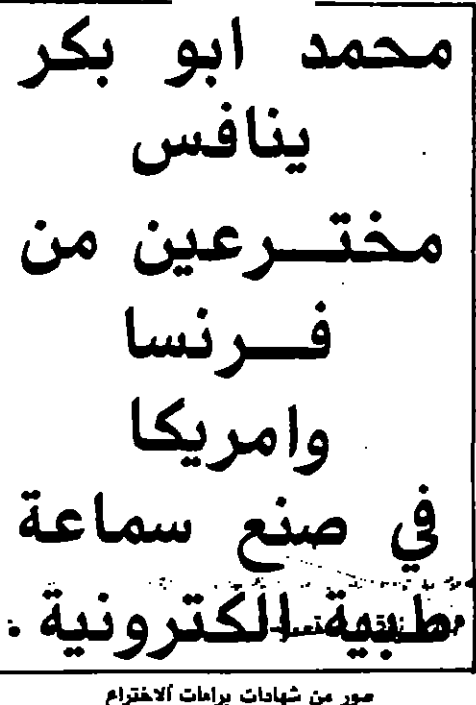 محمد ابو بكر
ينافس
مختـــرعين من
فـــرنسا
وامريكا
في صنع سماعة
طبية الكترونية .
صور من شهادات براءات الاختراع